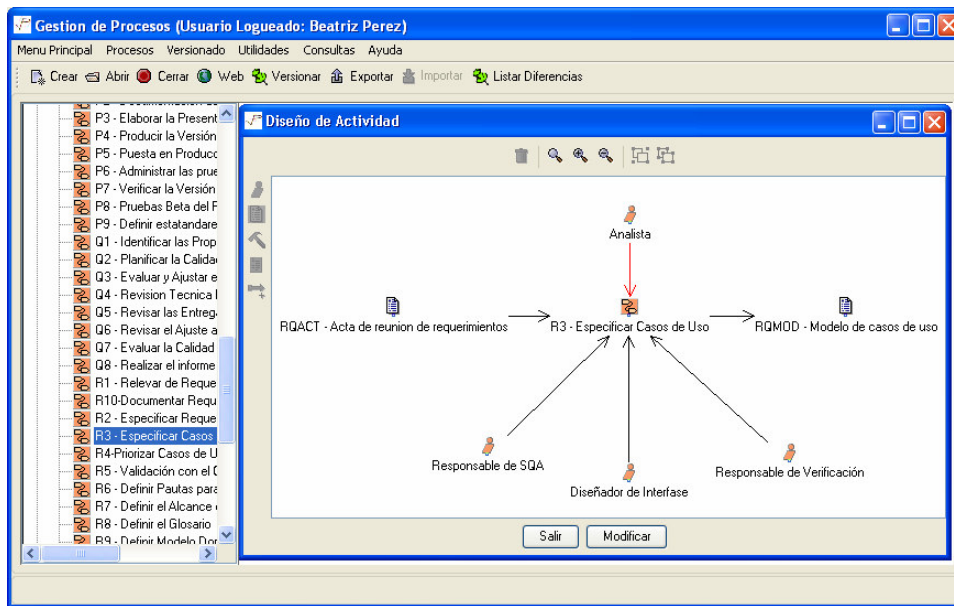 Gestion de Procesos (Usuario Logueado: Beatriz Perez)
Menu Principal Procesos Versionado Utilidades Consultas Ayuda
Crear Abrir Cerrar Web Versionar Exportar Importar Listar Diferencias
P3 - Elaborar la Present
P4 - Producir la Versión
P5 - Puesta en Producc
P6 - Administrar las prue
P7 - Verificar la Versión
P8 - Pruebas Beta del P
P9 - Definir estatandare
Q1 - Identificar las Prop
Q2 - Planificar la Calida
Q3 - Evaluar y Ajustar e
Q4 - Revision Tecnica
Q5 - Revisar las Entreg
Q6 - Revisar el Ajuste a
Q7 - Evaluar la Calidad
Q8 - Realizar el informe
R1 - Relevar de Reque
R10-Documentar Requ
R2 - Especificar Reque
R3 - Especificar Casos
R4-Priorizar Casos de U
R5 - Validación con el C
R6 - Definir Pautas para
R7 - Definir el Alcance
R8 - Definir el Glosario
R9 - Definir Modelo Dom
Diseño de Actividad
Analista
RQACT - Acta de reunion de requerimientos
R3 - Especificar Casos de Uso
RQMOD - Modelo de casos de uso
Responsable de SQA
Diseñador de Interfase
Responsable de Verificación
Salir Modificar